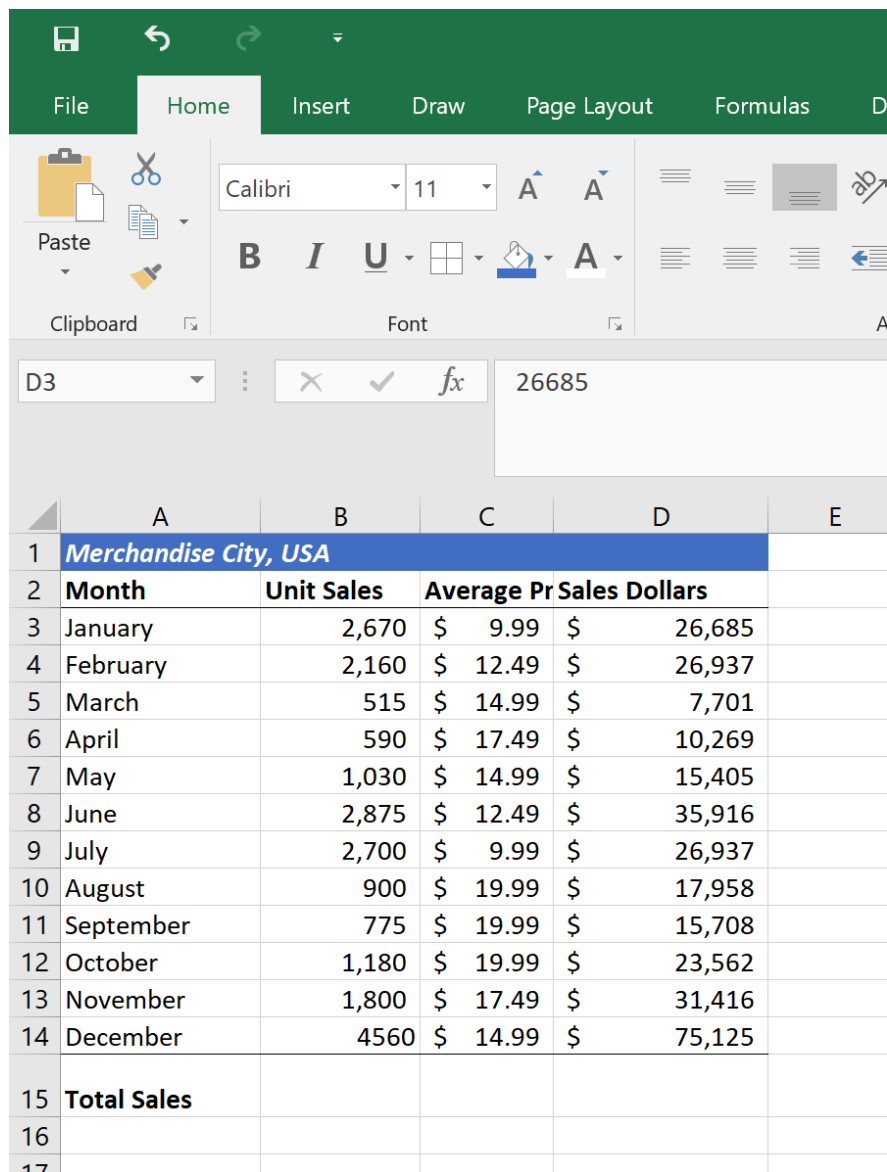 File Home Insert Draw Page Layout Formulas D
Calibri 11 A A
Paste B I U A
Clipboard Font A
D3 fx 26685
A B C D E
1 Merchandise City, USA
2 Month Unit Sales Average Pr Sales Dollars
3 January 2,670 $ 9.99 $ 26,685
4 February 2,160 $ 12.49 $ 26,937
5 March 515 $ 14.99 $ 7,701
6 April 590 $ 17.49 $ 10,269
7 May 1,030 $ 14.99 $ 15,405
8 June 2,875 $ 12.49 $ 35,916
9 July 2,700 $ 9.99 $ 26,937
10 August 900 $ 19.99 $ 17,958
11 September 775 $ 19.99 $ 15,708
12 October 1,180 $ 19.99 $ 23,562
13 November 1,800 $ 17.49 $ 31,416
14 December 4560 $ 14.99 $ 75,125
15 Total Sales
16
17